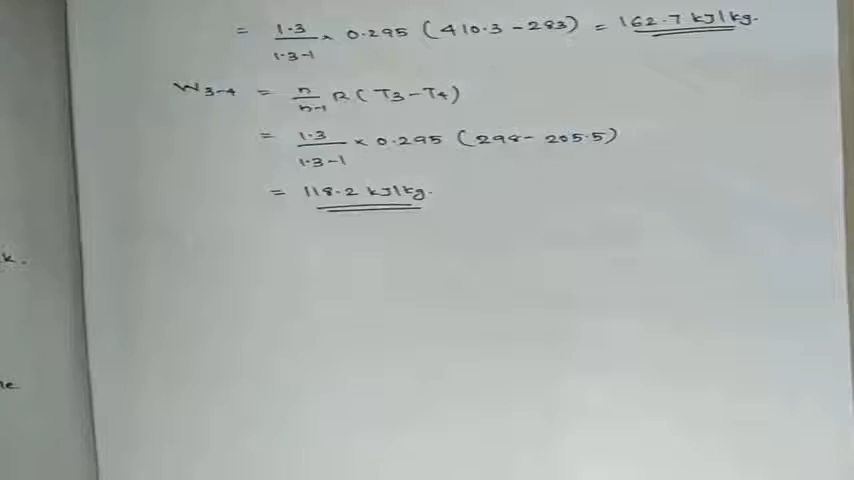 = 1.3/1.3-1 × 0.295 (410.3 - 283) = 162.7 kJ/kg.
W3-4 = n/n-1 R (T3 - T4)
= 1.3/1.3-1 × 0.295 (298 - 205.5)
= 118.2 kJ/kg.
k.